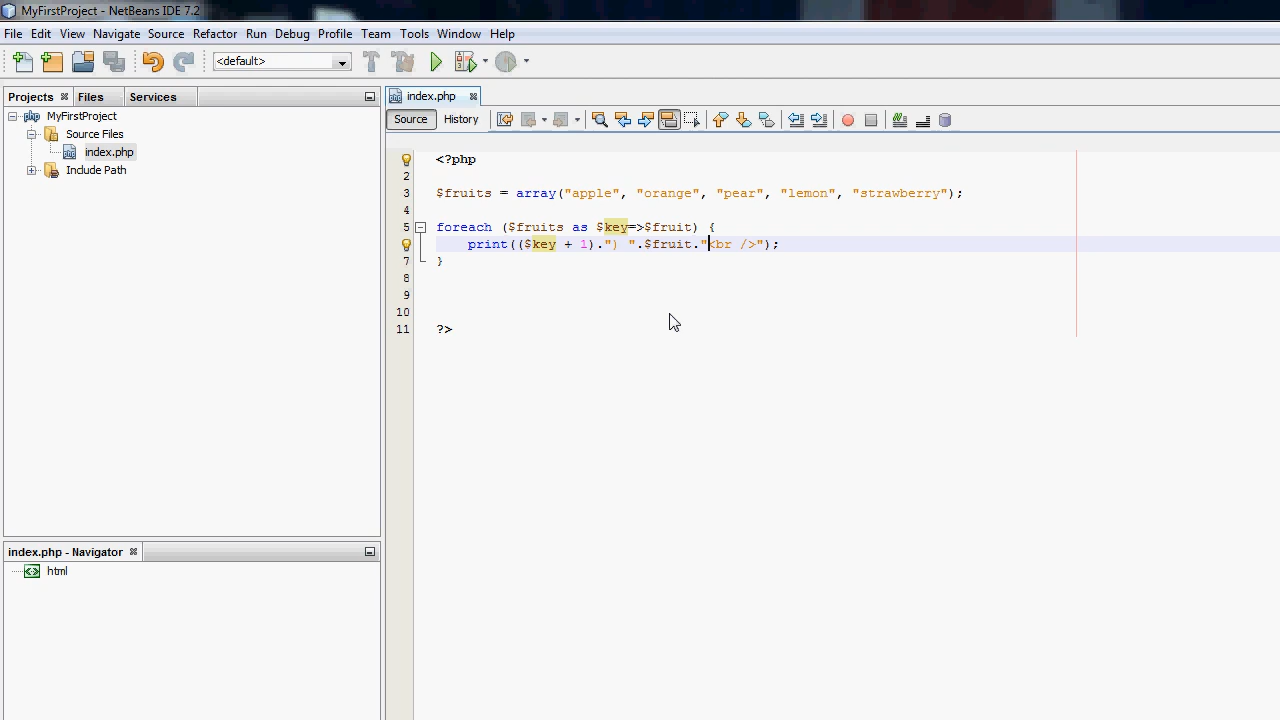 MyFirstProject - NetBeans IDE 7.2
File Edit View Navigate Source Refactor Run Debug Profile Team Tools Window Help
<default>
Projects Files Services
index.php
MyFirstProject
Source Files
index.php
Include Path
Source History
1 <?php
2
3 $fruits = array("apple", "orange", "pear", "lemon", "strawberry");
4
5 foreach ($fruits as $key=>$fruit) {
print(($key + 1).") ".$fruit."<br />");
7 }
8
9
10
11 ?>
index.php - Navigator
html